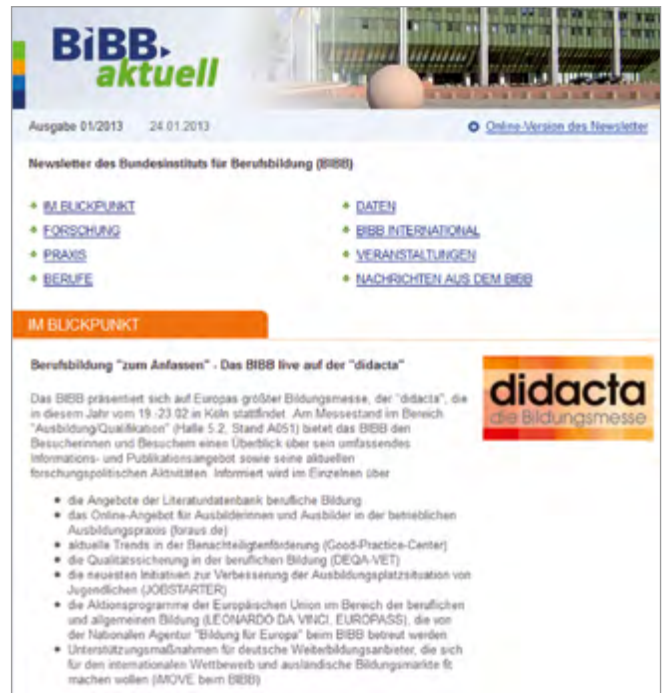 BiBB.
aktuell
Ausgabe 01/2013 24.01.2013 Online-Version des Newsletter
Newsletter des Bundesinstituts für Berufsbildung (BIBB)
IM BLICKPUNKT
FORSCHUNG
PRAXIS
BERUFE
DATEN
BIBB INTERNATIONAL
VERANSTALTUNGEN
NACHRICHTEN AUS DEM BIBB
IM BLICKPUNKT
Berufsbildung "zum Anfassen" - Das BIBB live auf der "didacta"
Das BIBB präsentiert sich auf Europas größter Bildungsmesse, der "didacta", die
in diesem Jahr vom 19.-23.02 in Köln stattfindet. Am Messestand im Bereich
"Ausbildung/Qualifikation" (Halle 5.2, Stand A051) bietet das BIBB den
Besucherinnen und Besuchern einen Überblick über sein umfassendes
Informations- und Publikationsangebot sowie seine aktuellen
forschungspolitischen Aktivitäten. Informiert wird im Einzelnen über
die Angebote der Literaturdatenbank berufliche Bildung
das Online-Angebot für Ausbilderinnen und Ausbilder in der betrieblichen
Ausbildungspraxis (foraus.de)
aktuelle Trends in der Benachteiligtenförderung (Good-Practice-Center)
die Qualitätssicherung in der beruflichen Bildung (DEQA-VET)
die neuesten Initiativen zur Verbesserung der Ausbildungsplatzsituation von
Jugendlichen (JOBSTARTER)
die Aktionsprogramme der Europäischen Union im Bereich der beruflichen
und allgemeinen Bildung (LEONARDO DA VINCI, EUROPASS), die von
der Nationalen Agentur "Bildung für Europa" beim BIBB betreut werden
Unterstützungsmaßnahmen für deutsche Weiterbildungsanbieter, die sich
für den internationalen Wettbewerb und ausländische Bildungsmärkte fit
machen wollen (iMOVE beim BIBB)
didacta
die Bildungsmesse